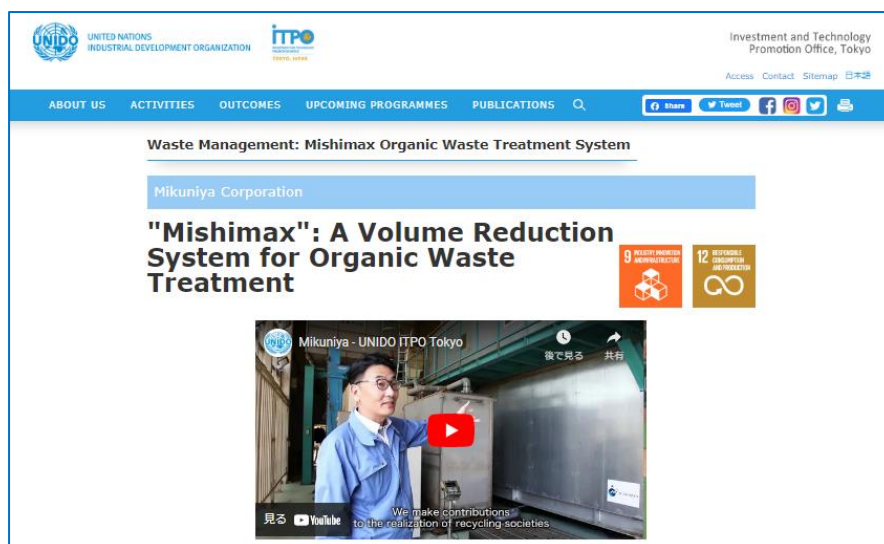 UNIDO
UNITED NATIONS
INDUSTRIAL DEVELOPMENT ORGANIZATION
iTPO
TOKYO, JAPAN
Investment and Technology
Promotion Office, Tokyo
Access Contact Sitemap 日本語
ABOUT US ACTIVITIES OUTCOMES UPCOMING PROGRAMMES PUBLICATIONS
Share Tweet
Waste Management: Mishimax Organic Waste Treatment System
Mikuniya Corporation
"Mishimax": A Volume Reduction
System for Organic Waste
Treatment
9 INDUSTRY, INNOVATION
AND INFRASTRUCTURE
12 RESPONSIBLE
CONSUMPTION
AND PRODUCTION
UNIDO
Mikuniya - UNIDO ITPO Tokyo
後で見る 共有
We make contributions
to the realization of recycling societies
見る YouTube